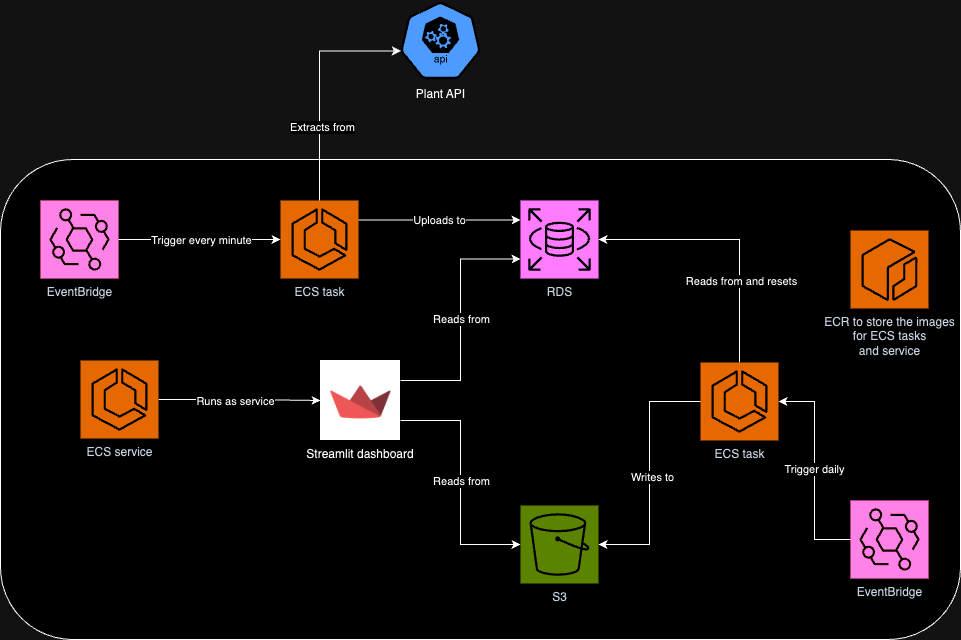 api
Plant API
Extracts from
Trigger every minute
Uploads to
EventBridge
ECS task
RDS
Reads from and resets
ECR to store the images
for ECS tasks
and service
Reads from
Runs as service
ECS service
Streamlit dashboard
ECS task
Reads from
Writes to
Trigger daily
S3
EventBridge